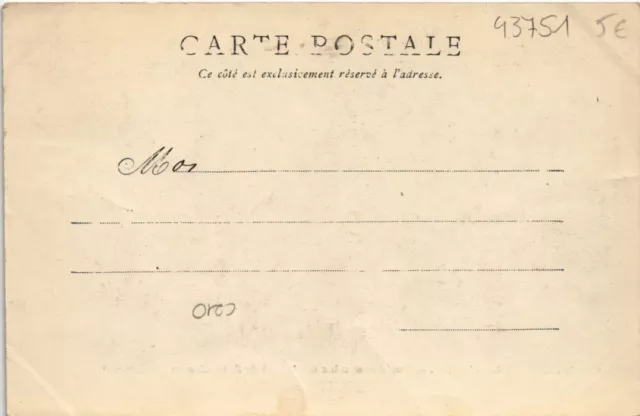 43751 5€
CARTE POSTALE
Ce côté est exclusivement réservé à l'adresse.
M